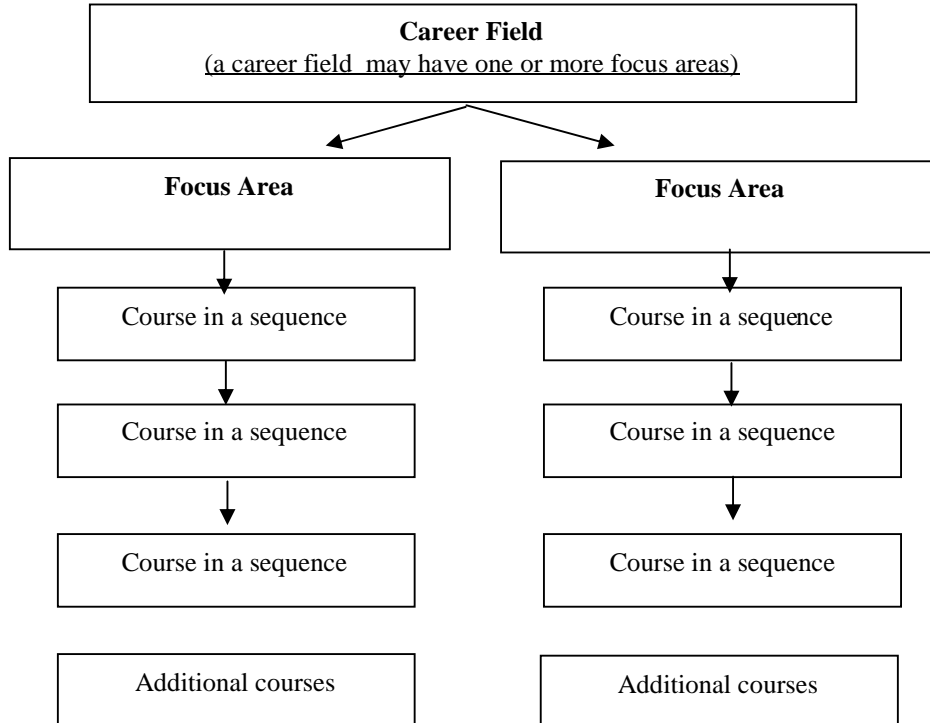 Career Field
(a career field  may have one or more focus areas)
Focus Area
Focus Area
Course in a sequence
Course in a sequence
Course in a sequence
Course in a sequence
Course in a sequence
Course in a sequence
Additional courses
Additional courses